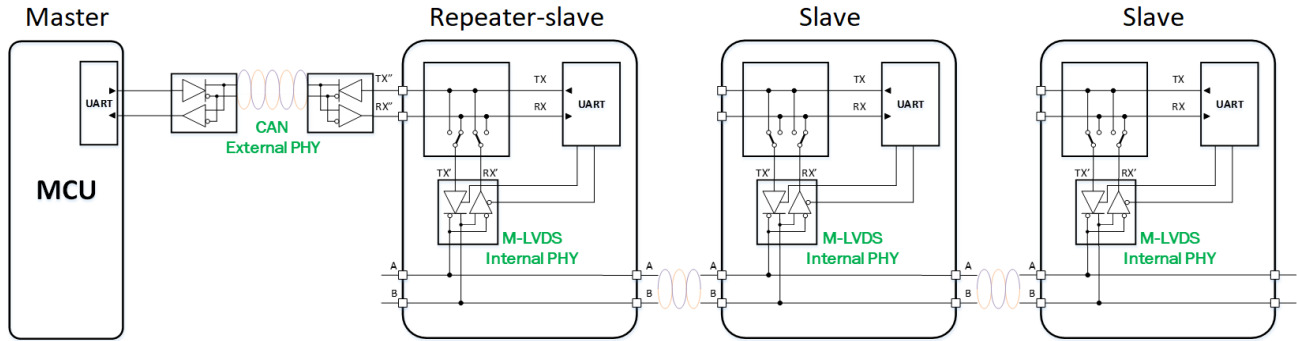 Master
Repeater-slave
Slave
Slave
UART
MCU
CAN
External PHY
TX''
RX''
TX
RX
UART
TX'
RX'
M-LVDS
Internal PHY
A
B
A
B
TX
RX
UART
TX'
RX'
M-LVDS
Internal PHY
A
B
A
B
TX
RX
UART
TX'
RX'
M-LVDS
Internal PHY
A
B
A
B